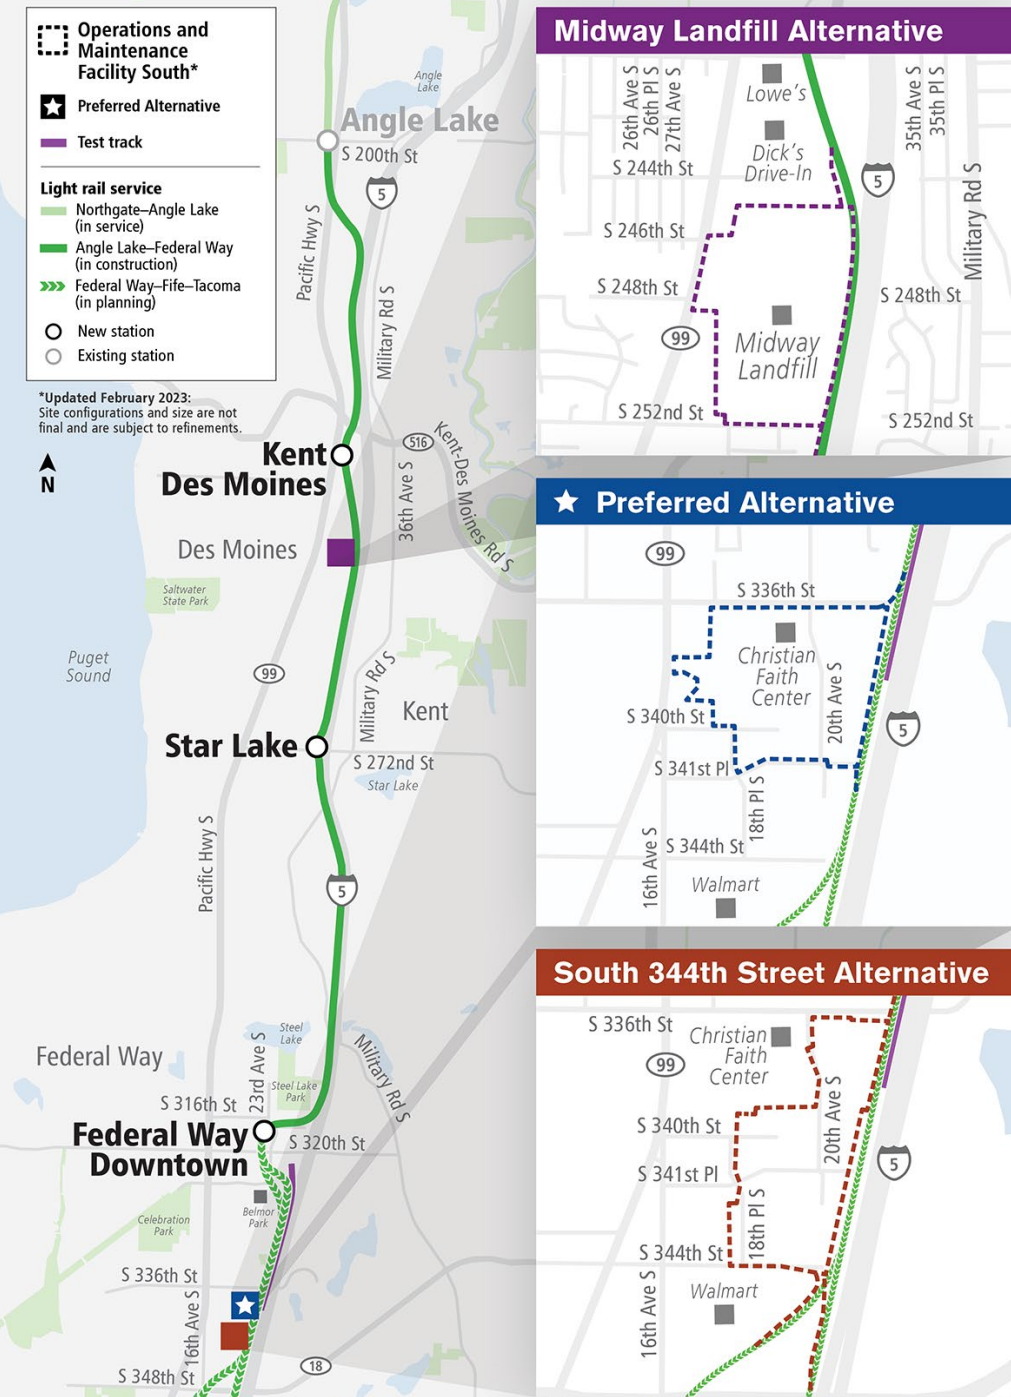 Operations and
Maintenance
Facility South*
Preferred Alternative
Test track
Light rail service
Northgate–Angle Lake
(in service)
Angle Lake–Federal Way
(in construction)
Federal Way–Fife–Tacoma
(in planning)
New station
Existing station
*Updated February 2023:
Site configurations and size are not
final and are subject to refinements.
N
Angle
Lake
Angle Lake
S 200th St
5
Pacific Hwy S
Military Rd S
516
Kent-Des Moines Rd S
36th Ave S
Kent
Des Moines
Des Moines
Saltwater
State Park
Puget
Sound
99
Military Rd S
Kent
Star Lake
S 272nd St
Star Lake
Pacific Hwy S
5
Steel
Lake
Federal Way
23rd Ave S
Steel Lake
Park
Military Rd S
S 316th St
Federal Way
Downtown
S 320th St
Belmor
Park
Celebration
Park
S 336th St
16th Ave S
18
S 348th St
Midway Landfill Alternative
26th Ave S
26th Pl S
27th Ave S
Lowe's
35th Ave S
35th Pl S
Dick's
Drive-In
S 244th St
5
Military Rd S
S 246th St
S 248th St
S 248th St
99
Midway
Landfill
S 252nd St
S 252nd St
Preferred Alternative
99
S 336th St
Christian
Faith
Center
20th Ave S
S 340th St
5
S 341st Pl
18th Pl S
16th Ave S
S 344th St
Walmart
South 344th Street Alternative
S 336th St
Christian
Faith
Center
99
20th Ave S
S 340th St
5
S 341st Pl
18th Pl S
S 344th St
16th Ave S
Walmart